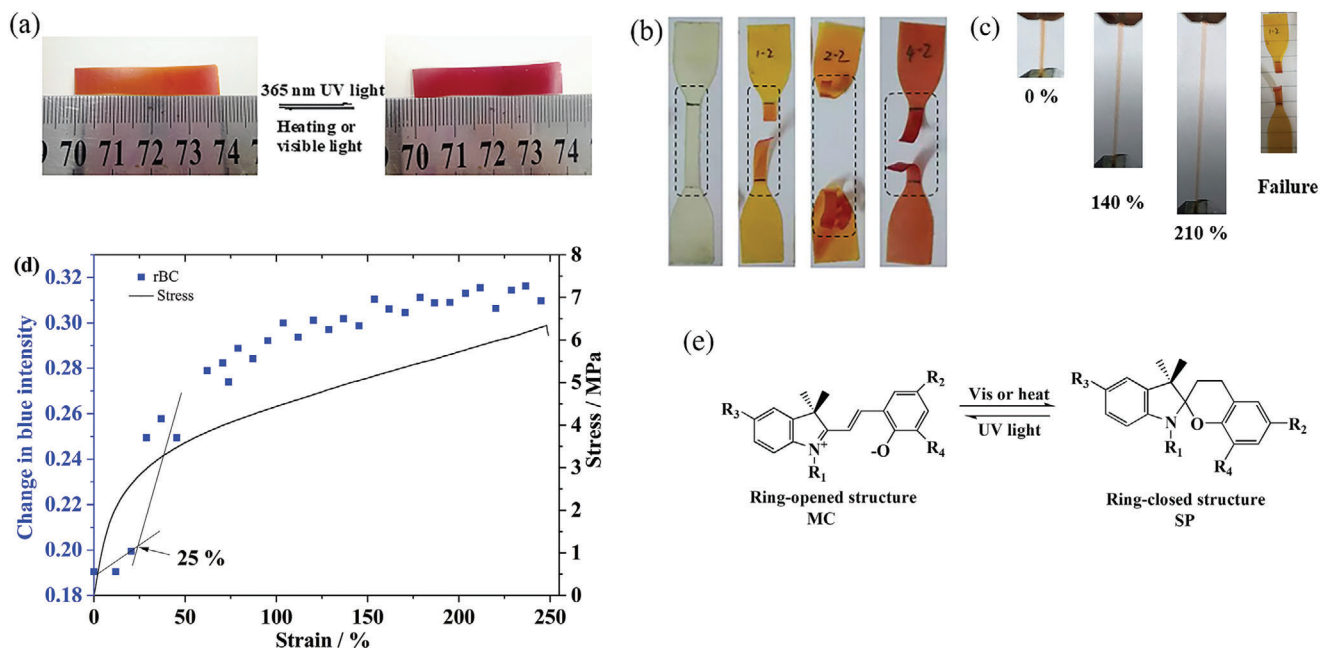 (a)
365 nm UV light
Heating or
visible light
70 71 72 73 74
70 71 72 73 74
(b)
1-2
2-2
4-2
(c)
0 %
140 %
210 %
1-2
Failure
(d)
rBC
Stress
Change in blue intensity
0.32
0.30
0.28
0.26
0.24
0.22
0.20
0.18
8
7
6
5
4
3
2
1
0
Stress / MPa
25 %
0 50 100 150 200 250
Strain / %
(e)
R3
N+
R1
-O
R2
R4
Ring-opened structure
MC
Vis or heat
UV light
R3
N
R1
O
R2
R4
Ring-closed structure
SP